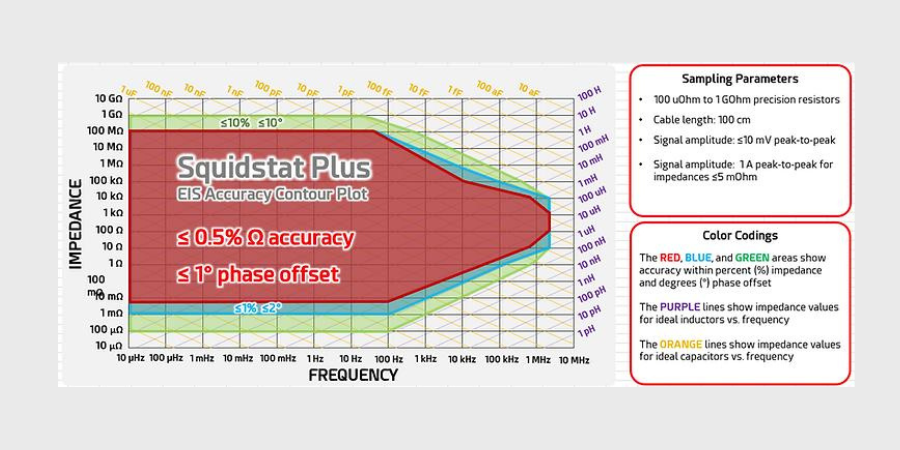 1 uF 100 nF 10 nF 1 nF 100 pF 10 pF 1 pF 100 fF 10 fF 1 fF 100 aF 10 aF
10 GΩ
1 GΩ
100 MΩ
10 MΩ
1 MΩ
100 kΩ
10 kΩ
1 kΩ
100 Ω
10 Ω
1 Ω
100
mΩ
10 mΩ
1 mΩ
100 µΩ
10 µΩ
IMPEDANCE
≤10% ≤10°
Squidstat Plus
EIS Accuracy Contour Plot
≤ 0.5% Ω accuracy
≤ 1° phase offset
≤1% ≤2°
100 H
10 H
1 H
100 mH
10 mH
1 mH
100 uH
10 uH
1 uH
100 nH
10 nH
1 nH
100 pH
10 pH
1 pH
10 µHz 100 µHz 1 mHz 10 mHz 100 mHz 1 Hz 10 Hz 100 Hz 1 kHz 10 kHz 100 kHz 1 MHz 10 MHz
FREQUENCY
Sampling Parameters
• 100 uOhm to 1 GOhm precision resistors
• Cable length: 100 cm
• Signal amplitude: ≤10 mV peak-to-peak
• Signal amplitude: 1 A peak-to-peak for
impedances ≤5 mOhm
Color Codings
The RED, BLUE, and GREEN areas show
accuracy within percent (%) impedance
and degrees (°) phase offset
The PURPLE lines show impedance values
for ideal inductors vs. frequency
The ORANGE lines show impedance values
for ideal capacitors vs. frequency